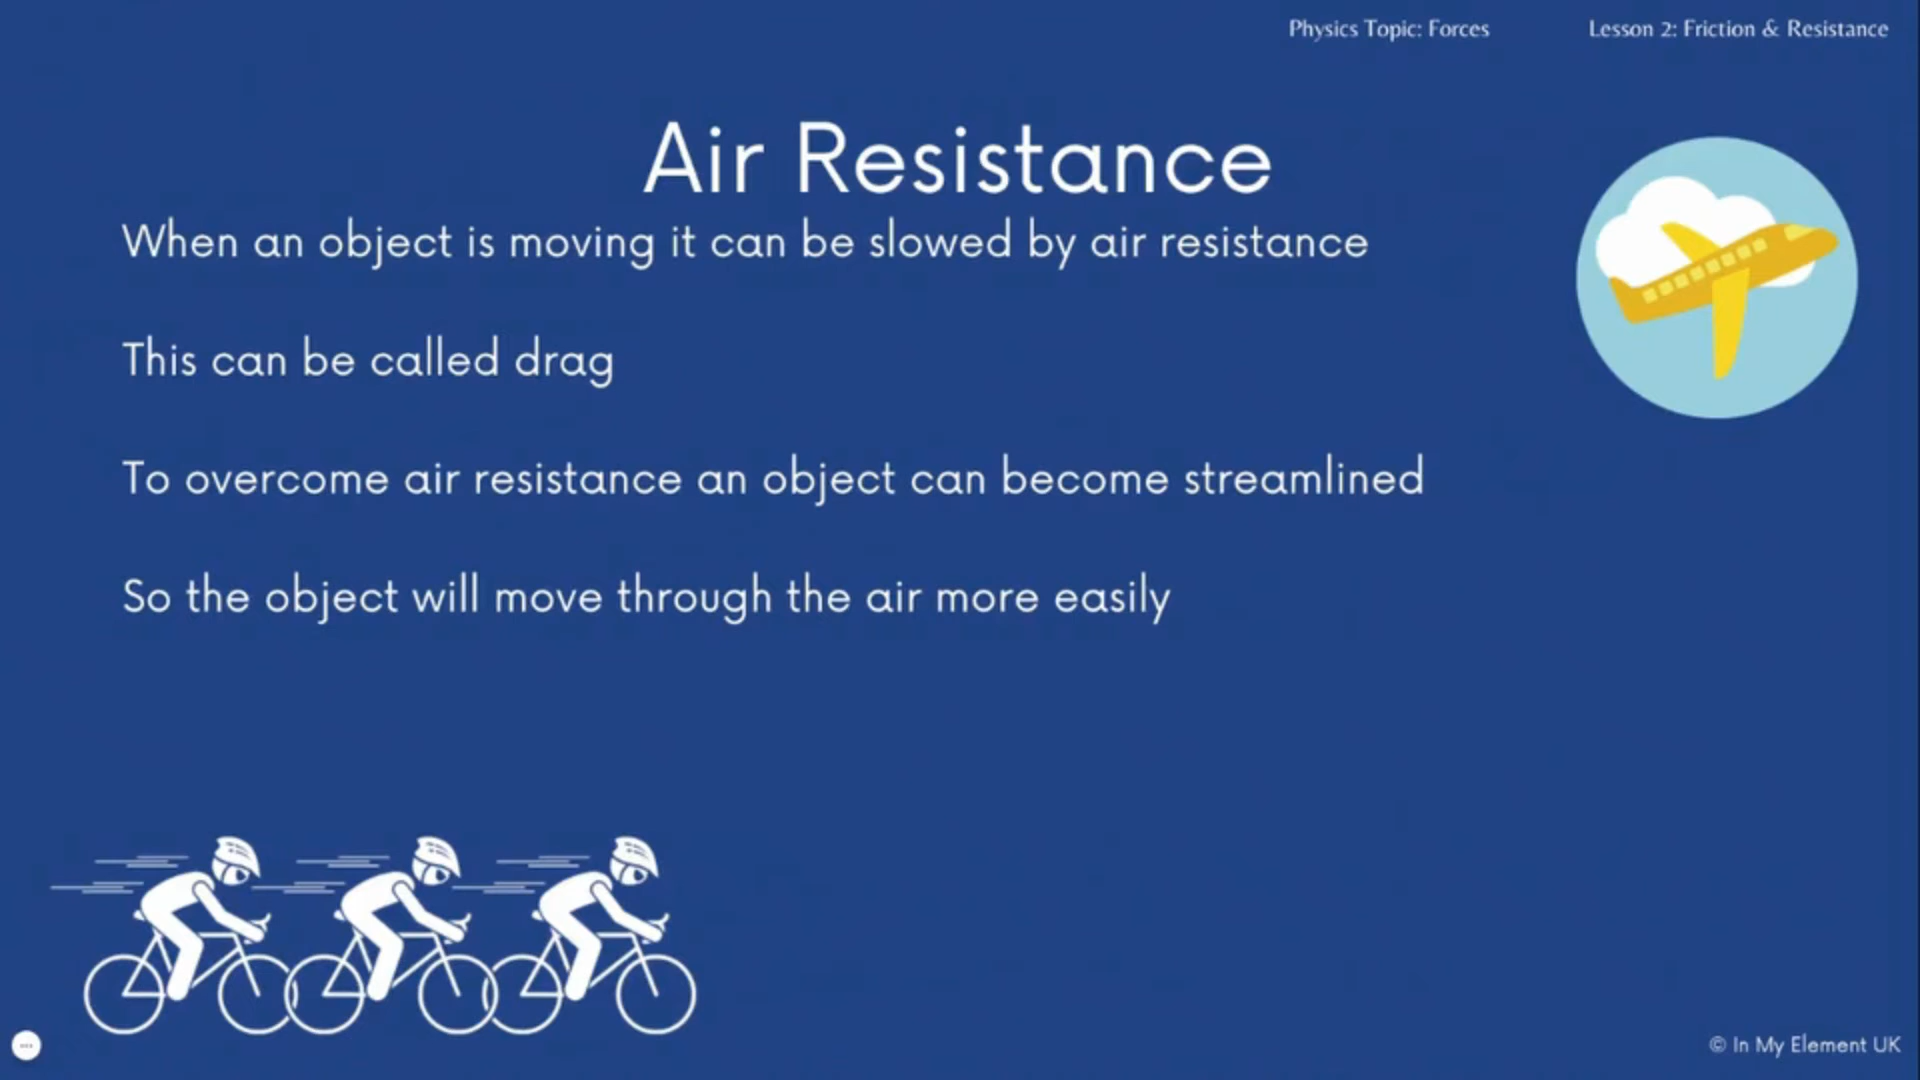 Physics Topic: Forces
Lesson 2: Friction & Resistance
Air Resistance
When an object is moving it can be slowed by air resistance
This can be called drag
To overcome air resistance an object can become streamlined
So the object will move through the air more easily
© In My Element UK